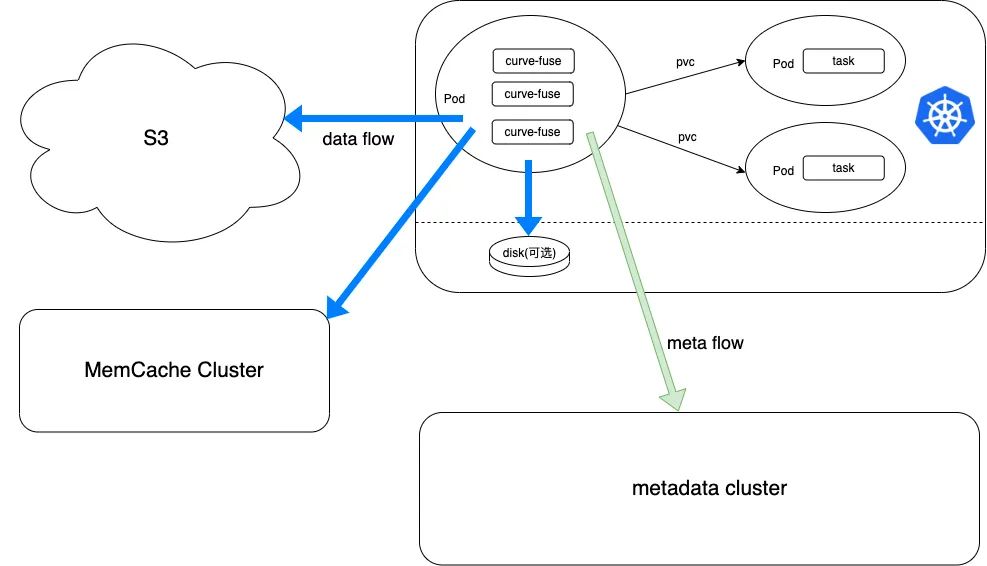 curve-fuse
curve-fuse
curve-fuse
Pod
pvc
pvc
Pod
task
Pod
task
S3
data flow
disk(可选)
MemCache Cluster
meta flow
metadata cluster